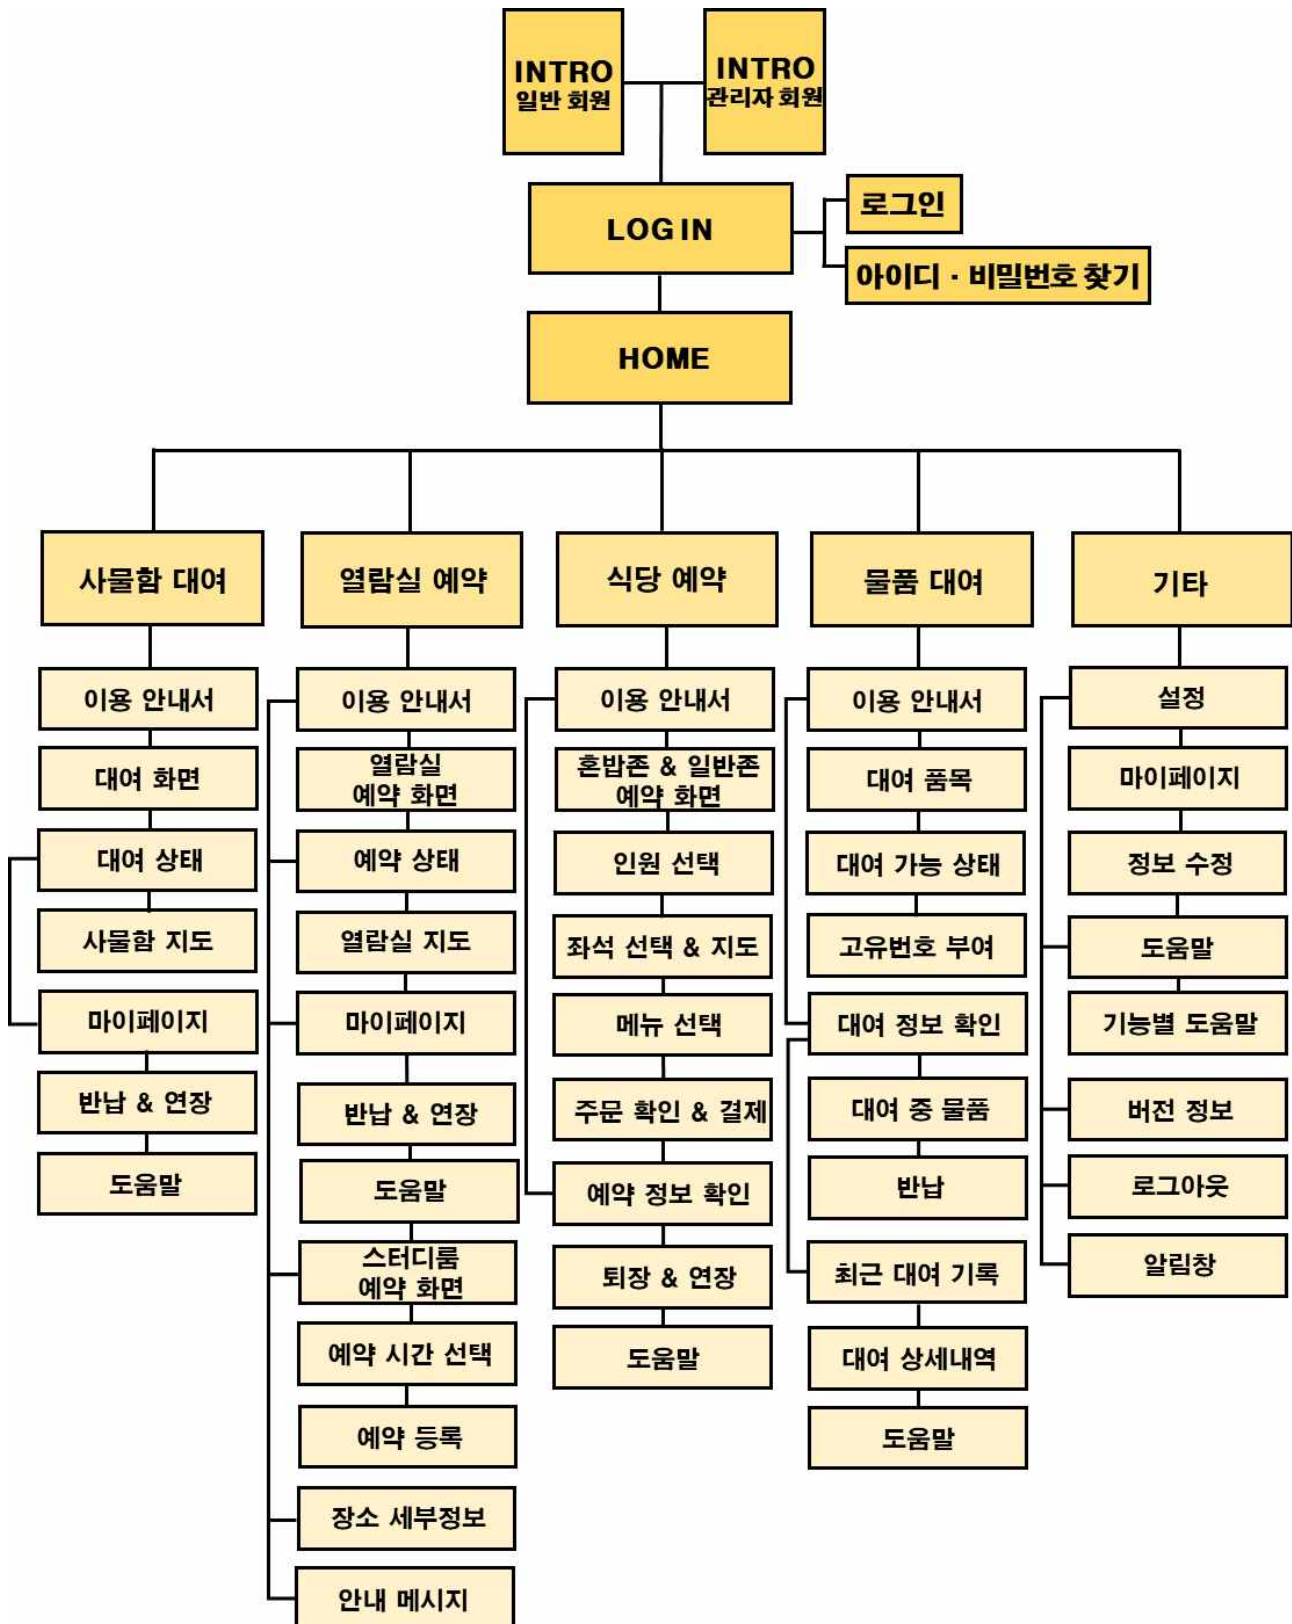 INTRO
일반 회원
INTRO
관리자 회원
LOGIN
로그인
아이디 · 비밀번호 찾기
HOME
사물함 대여
이용 안내서
대여 화면
대여 상태
사물함 지도
마이페이지
반납 & 연장
도움말
열람실 예약
이용 안내서
열람실
예약 화면
예약 상태
열람실 지도
마이페이지
반납 & 연장
도움말
스터디룸
예약 화면
예약 시간 선택
예약 등록
장소 세부정보
안내 메시지
식당 예약
이용 안내서
혼밥존 & 일반존
예약 화면
인원 선택
좌석 선택 & 지도
메뉴 선택
주문 확인 & 결제
예약 정보 확인
퇴장 & 연장
도움말
물품 대여
이용 안내서
대여 품목
대여 가능 상태
고유번호 부여
대여 정보 확인
대여 중 물품
반납
최근 대여 기록
대여 상세내역
도움말
기타
설정
마이페이지
정보 수정
도움말
기능별 도움말
버전 정보
로그아웃
알림창